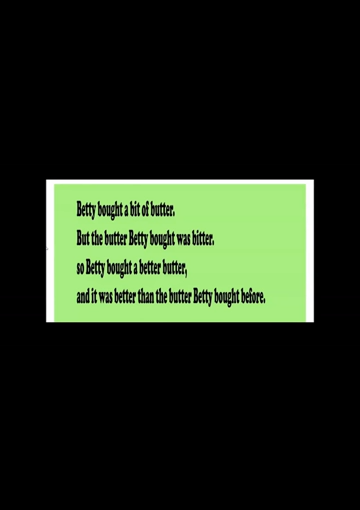 Betty bought a bit of butter.
But the butter Betty bought was bitter.
so Betty bought a better butter,
and it was better than the butter Betty bought before.